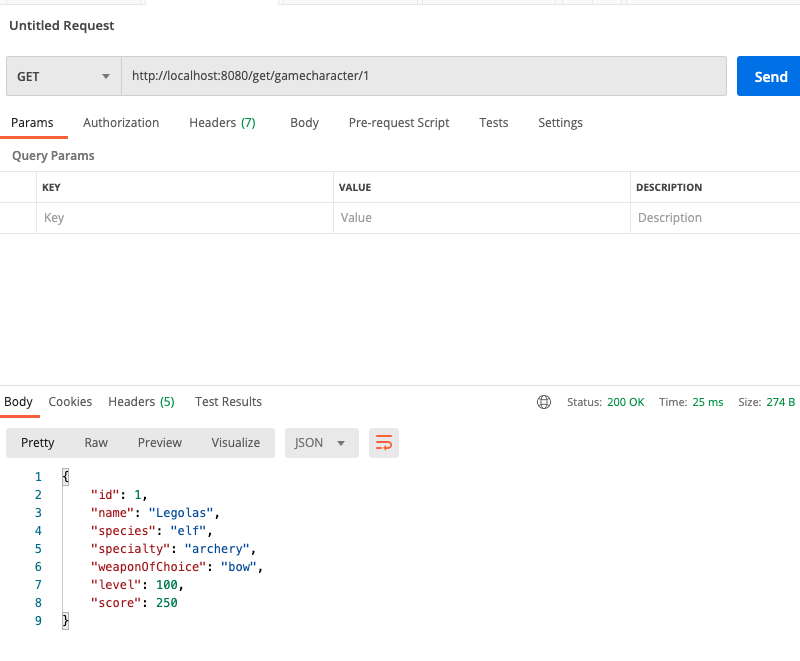 Untitled Request
GET http://localhost:8080/get/gamecharacter/1 Send
Params Authorization Headers (7) Body Pre-request Script Tests Settings
Query Params
KEY VALUE DESCRIPTION
Key Value Description
Body Cookies Headers (5) Test Results Status: 200 OK Time: 25 ms Size: 274 B
Pretty Raw Preview Visualize JSON
1 {
2 "id": 1,
3 "name": "Legolas",
4 "species": "elf",
5 "specialty": "archery",
6 "weaponOfChoice": "bow",
7 "level": 100,
8 "score": 250
9 }